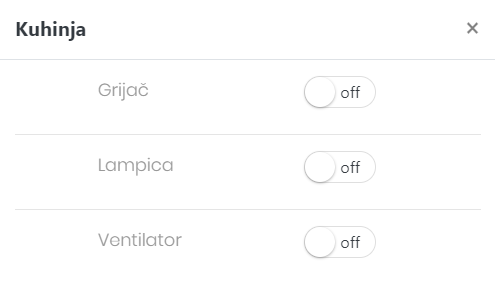 Kuhinja ×
Grijač off
Lampica off
Ventilator off